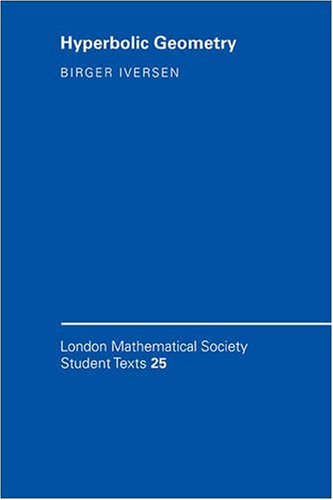 Hyperbolic Geometry
BIRGER IVERSEN
London Mathematical Society
Student Texts 25